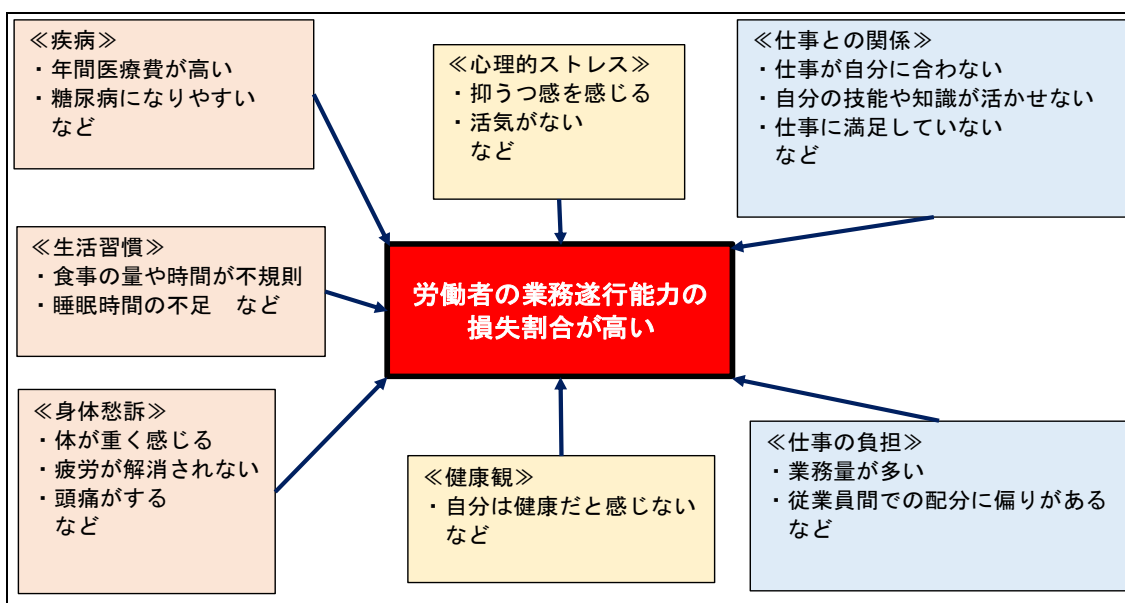 ≪疾病≫
・年間医療費が高い
・糖尿病になりやすい
など
≪心理的ストレス≫
・抑うつ感を感じる
・活気がない
など
≪仕事との関係≫
・仕事が自分に合わない
・自分の技能や知識が活かせない
・仕事に満足していない
など
≪生活習慣≫
・食事の量や時間が不規則
・睡眠時間の不足　など
労働者の業務遂行能力の
損失割合が高い
≪身体愁訴≫
・体が重く感じる
・疲労が解消されない
・頭痛がする
など
≪健康観≫
・自分は健康だと感じない
など
≪仕事の負担≫
・業務量が多い
・従業員間での配分に偏りがある
など